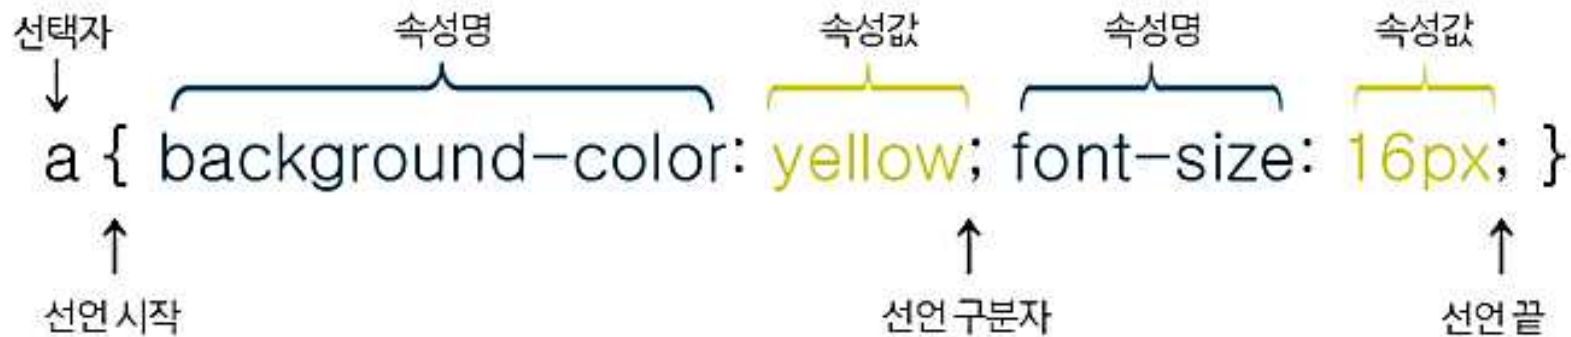 선택자 속성명 속성값 속성명 속성값
a { background-color: yellow; font-size: 16px; }
선언 시작 선언 구분자 선언 끝